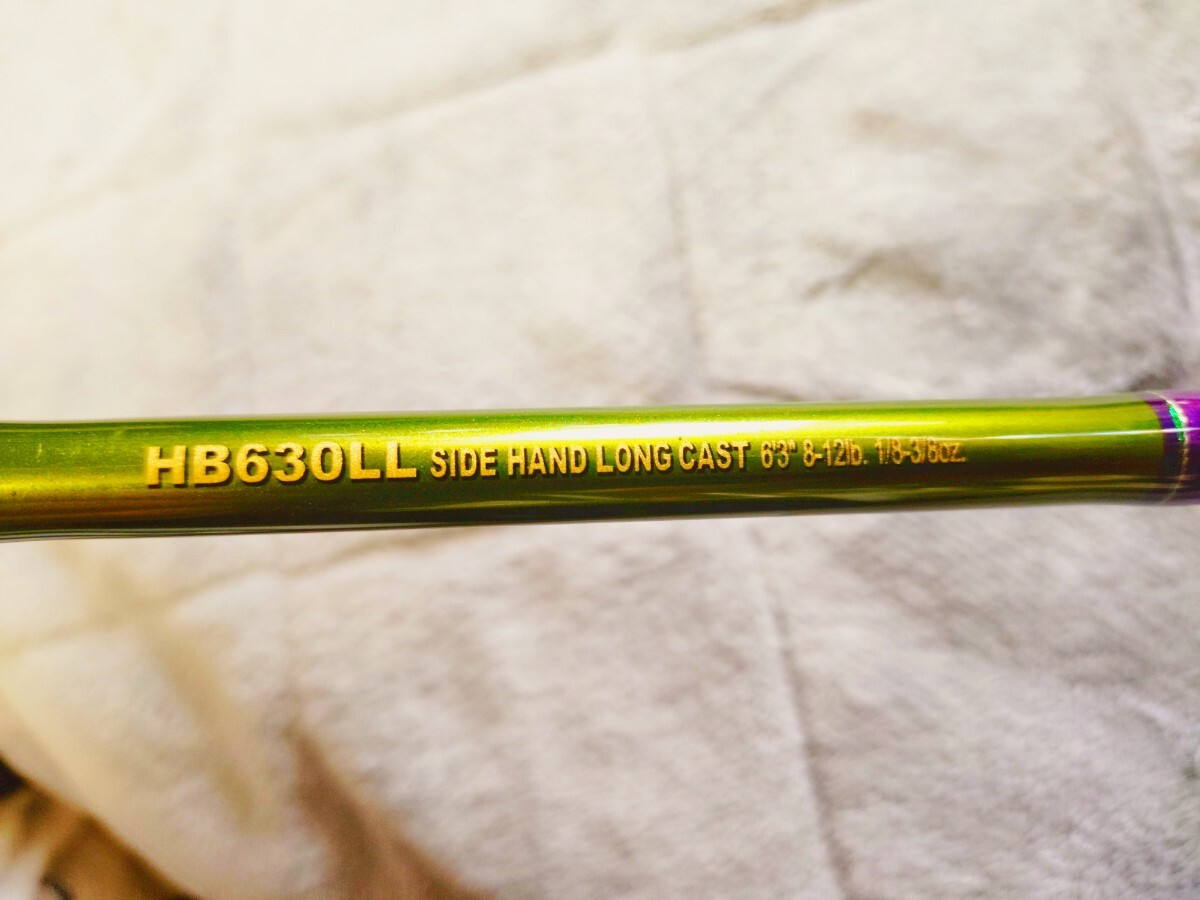 HB630LL SIDE HAND LONG CAST 6'3" 8-12lb. 1/8-3/8oz.